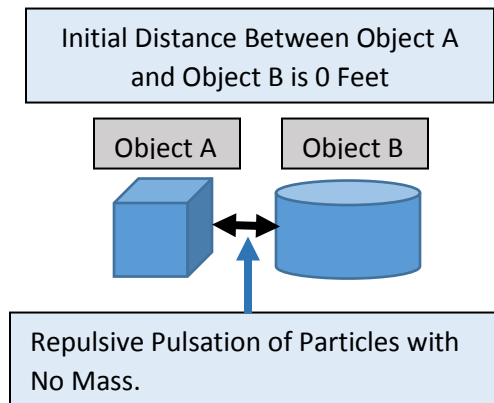 Initial Distance Between Object A
and Object B is 0 Feet
Object A
Object B
Repulsive Pulsation of Particles with
No Mass.